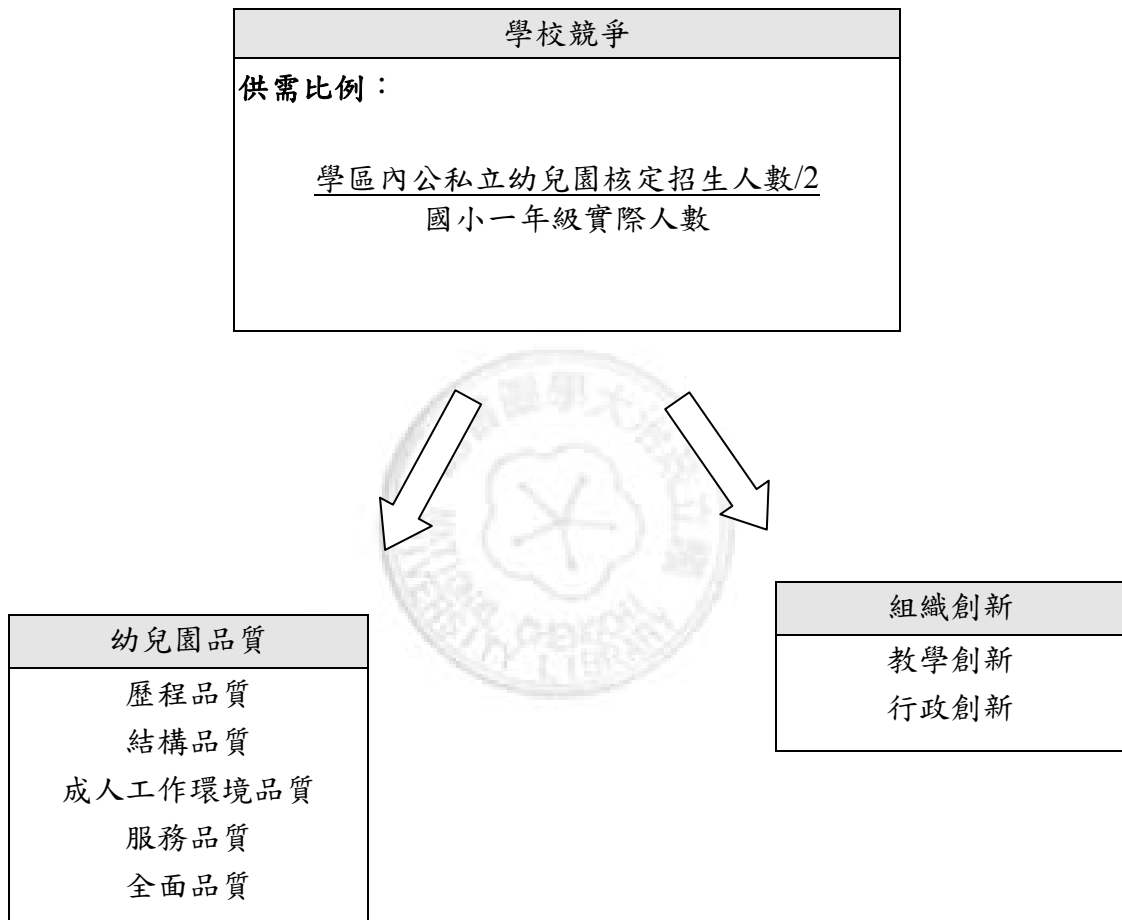 學校競爭
供需比例：
學區內公私立幼兒園核定招生人數/2
國小一年級實際人數
幼兒園品質
歷程品質
結構品質
成人工作環境品質
服務品質
全面品質
組織創新
教學創新
行政創新